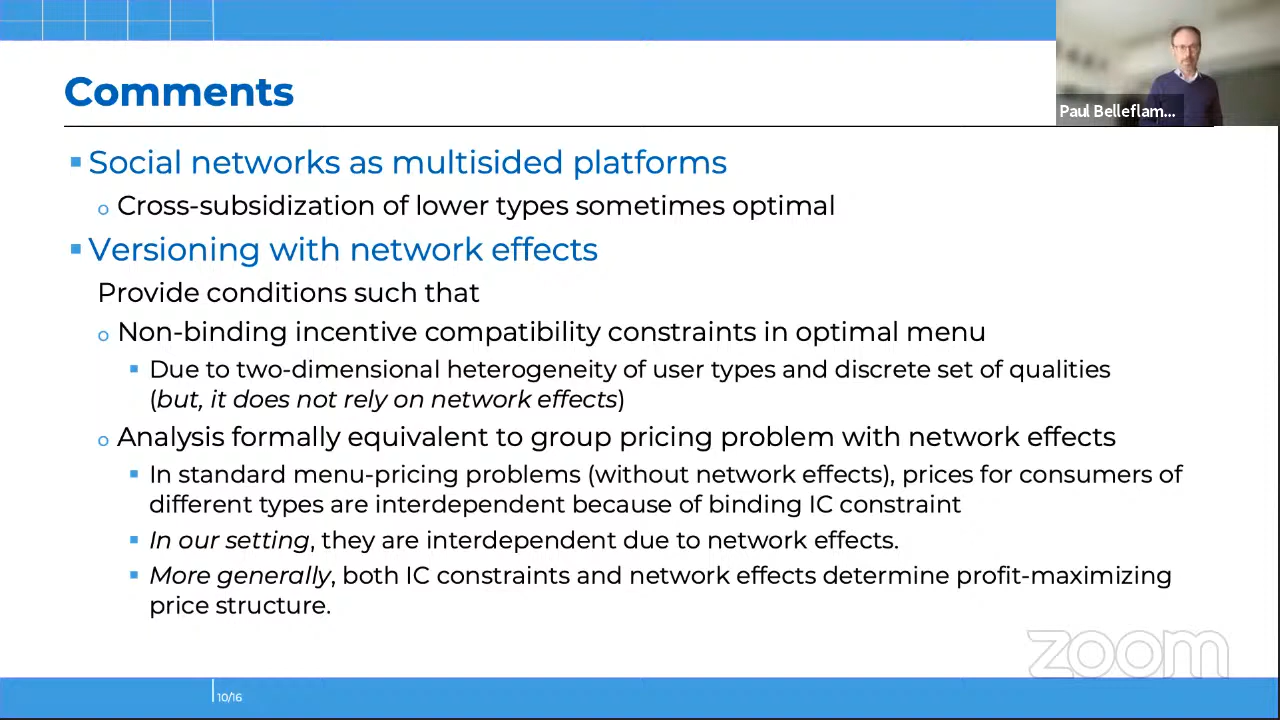 Comments
Paul Belleflam...
Social networks as multisided platforms
Cross-subsidization of lower types sometimes optimal
Versioning with network effects
Provide conditions such that
Non-binding incentive compatibility constraints in optimal menu
Due to two-dimensional heterogeneity of user types and discrete set of qualities
(but, it does not rely on network effects)
Analysis formally equivalent to group pricing problem with network effects
In standard menu-pricing problems (without network effects), prices for consumers of
different types are interdependent because of binding IC constraint
In our setting, they are interdependent due to network effects.
More generally, both IC constraints and network effects determine profit-maximizing
price structure.
zoom
10/16